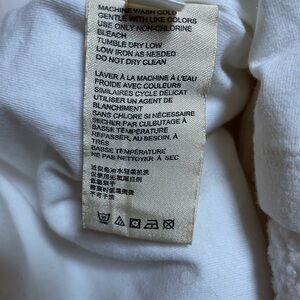 MACHINE WASH COLD
GENTLE WITH LIKE COLORS
USE ONLY NON-CHLORINE
BLEACH
TUMBLE DRY LOW
LOW IRON AS NEEDED
DO NOT DRY CLEAN
LAVER À LA MACHINE À L'EAU
FROIDE AVEC COULEURS
SIMILAIRES CYCLE DÉLICAT
UTILISER UN AGENT DE
BLANCHIMENT
SANS CHLORE SI NÉCESSAIRE
SECHER PAR CULBUTAGE À
BASSE TEMPÉRATURE
REPASSER, AU BESOIN, À
TRÈS
BASSE TEMPÉRATURE
NE PAS NETTOYER À SEC